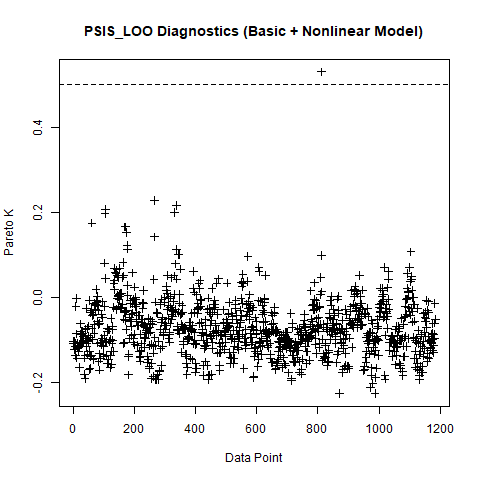 PSIS_LOO Diagnostics (Basic + Nonlinear Model)
Pareto K
0.4
0.2
0.0
-0.2
0 200 400 600 800 1000 1200
Data Point